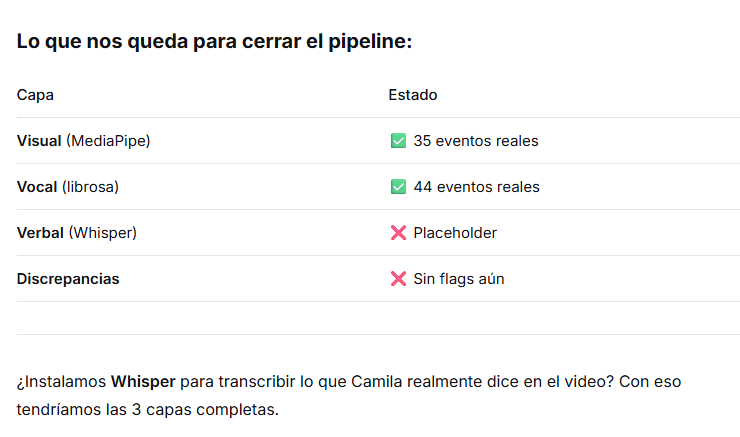 Lo que nos queda para cerrar el pipeline:
Capa Estado
Visual (MediaPipe) ✅ 35 eventos reales
Vocal (librosa) ✅ 44 eventos reales
Verbal (Whisper) ❌ Placeholder
Discrepancias ❌ Sin flags aún
¿Instalamos Whisper para transcribir lo que Camila realmente dice en el video? Con eso
tendríamos las 3 capas completas.